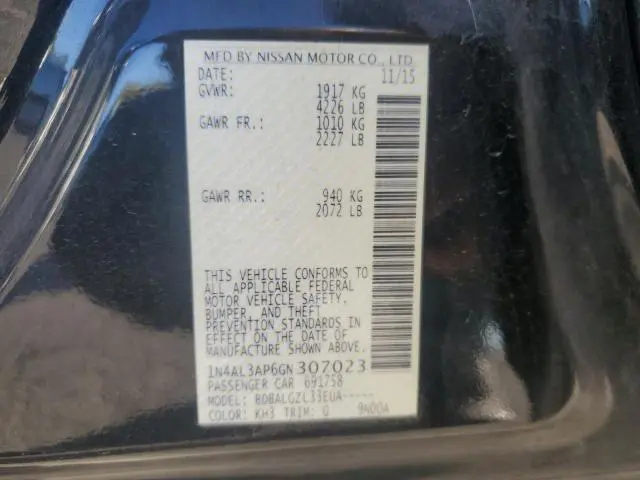 MFD BY NISSAN MOTOR CO., LTD
DATE: 11/15
GVWR: 1917 KG
4226 LB
GAWR FR.: 1010 KG
2227 LB
GAWR RR.: 940 KG
2072 LB
THIS VEHICLE CONFORMS TO
ALL APPLICABLE FEDERAL
MOTOR VEHICLE SAFETY,
BUMPER, AND THEFT
PREVENTION STANDARDS IN
EFFECT ON THE DATE OF
MANUFACTURE SHOWN ABOVE.
1N4AL3AP6GN307023
PASSENGER CAR 691758
MODEL: BDBALGZL33EUA-----
COLOR: KH3 TRIM: G 9N00A